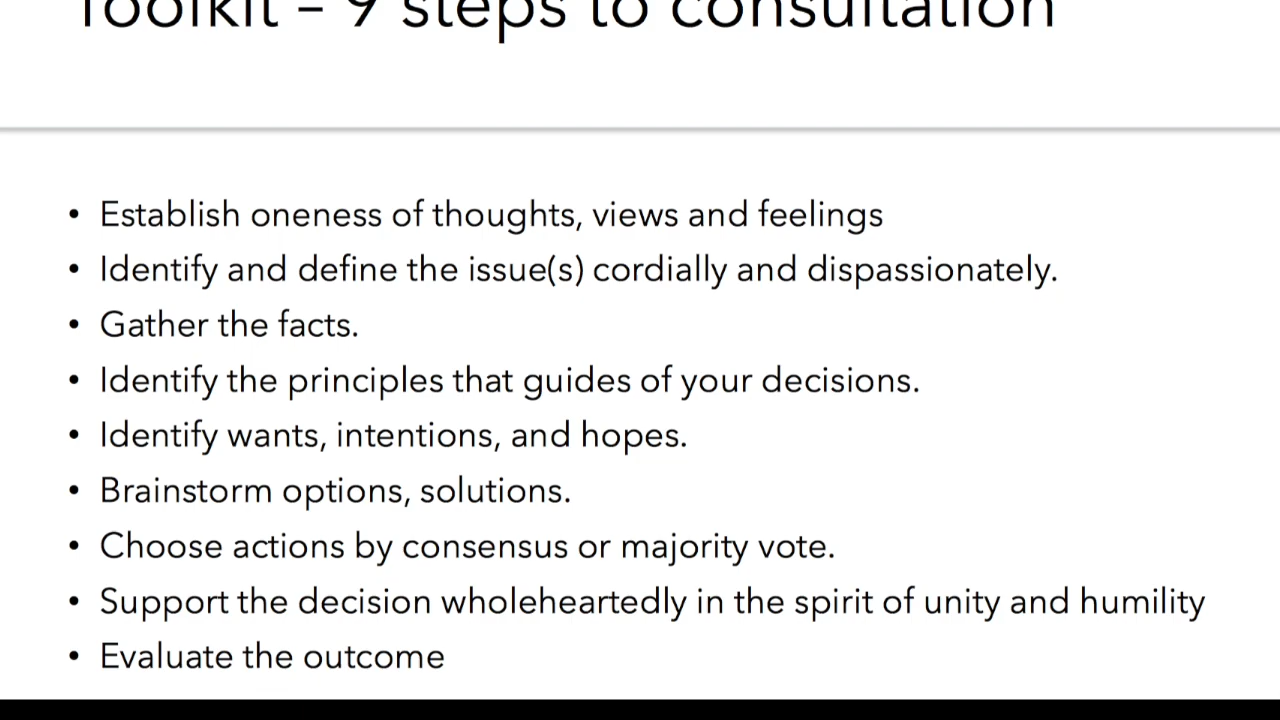 Toolkit – 9 steps to consultation
• Establish oneness of thoughts, views and feelings
• Identify and define the issue(s) cordially and dispassionately.
• Gather the facts.
• Identify the principles that guides of your decisions.
• Identify wants, intentions, and hopes.
• Brainstorm options, solutions.
• Choose actions by consensus or majority vote.
• Support the decision wholeheartedly in the spirit of unity and humility
• Evaluate the outcome